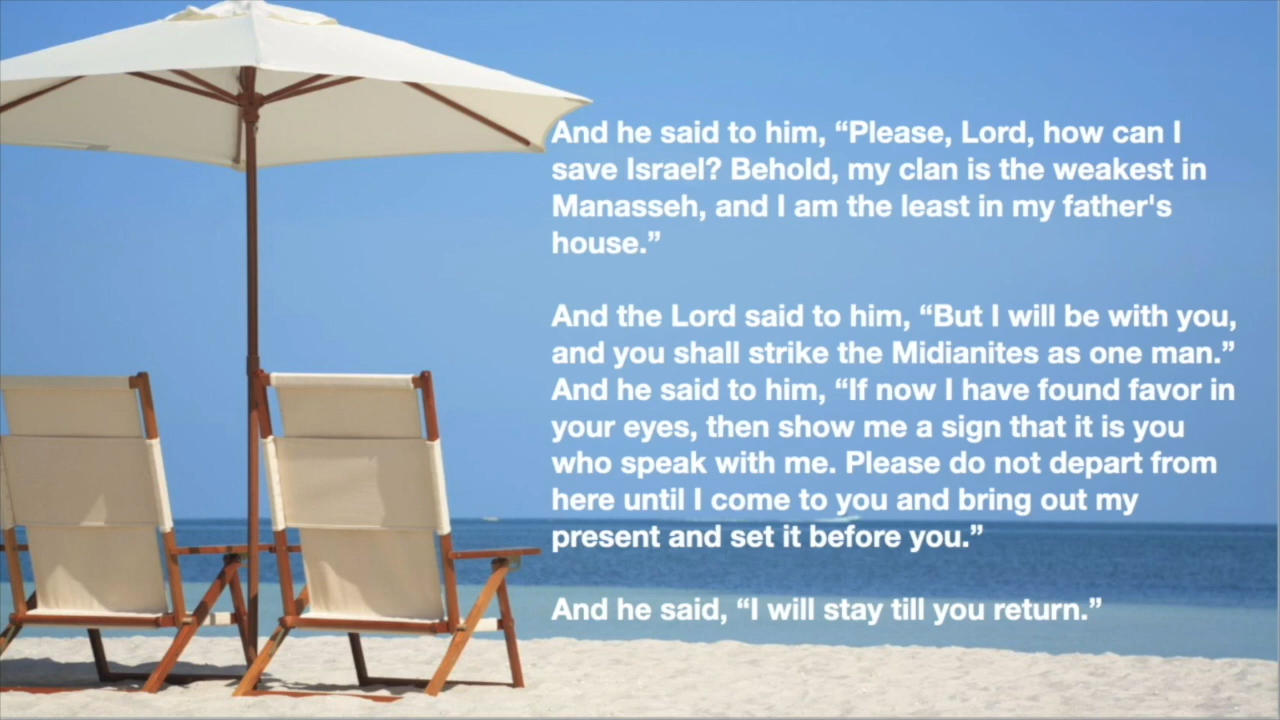 And he said to him, “Please, Lord, how can I
save Israel? Behold, my clan is the weakest in
Manasseh, and I am the least in my father's
house.”
And the Lord said to him, “But I will be with you,
and you shall strike the Midianites as one man.”
And he said to him, “If now I have found favor in
your eyes, then show me a sign that it is you
who speak with me. Please do not depart from
here until I come to you and bring out my
present and set it before you.”
And he said, “I will stay till you return.”